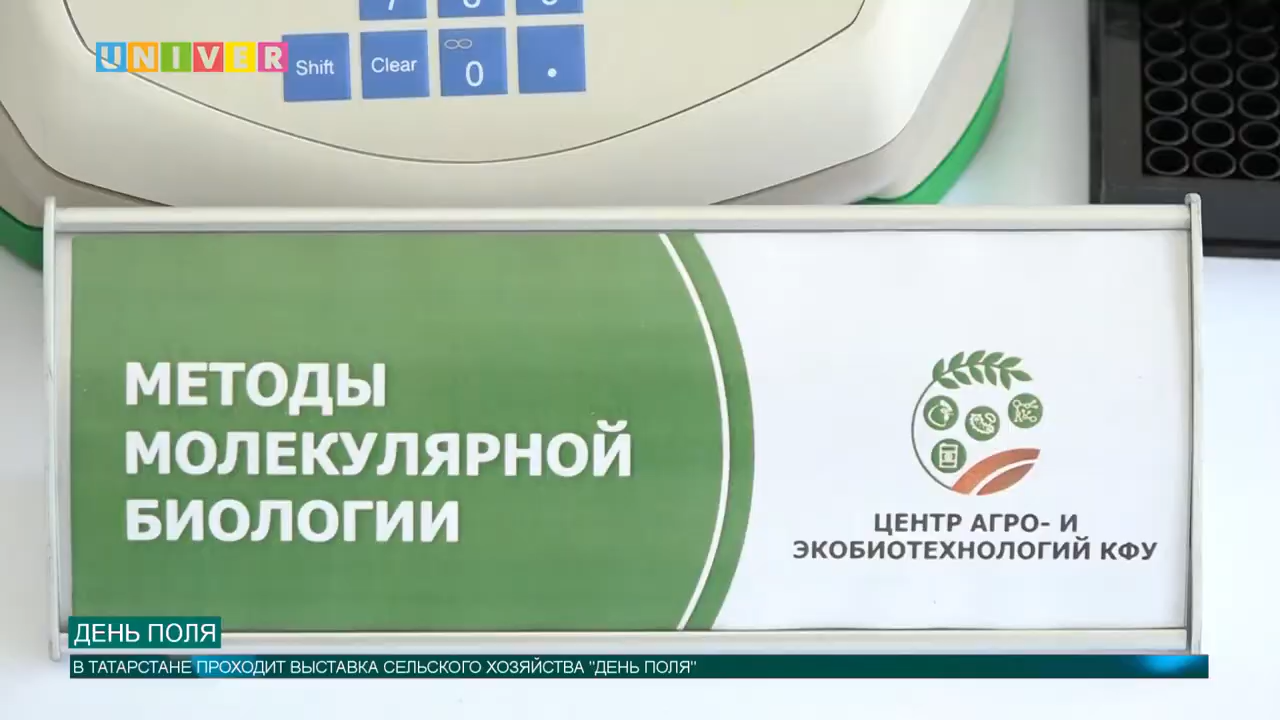 UNIVER
Shift Clear 0 .
МЕТОДЫ
МОЛЕКУЛЯРНОЙ
БИОЛОГИИ
ЦЕНТР АГРО- И
ЭКОБИОТЕХНОЛОГИЙ КФУ
ДЕНЬ ПОЛЯ
В ТАТАРСТАНЕ ПРОХОДИТ ВЫСТАВКА СЕЛЬСКОГО ХОЗЯЙСТВА "ДЕНЬ ПОЛЯ"